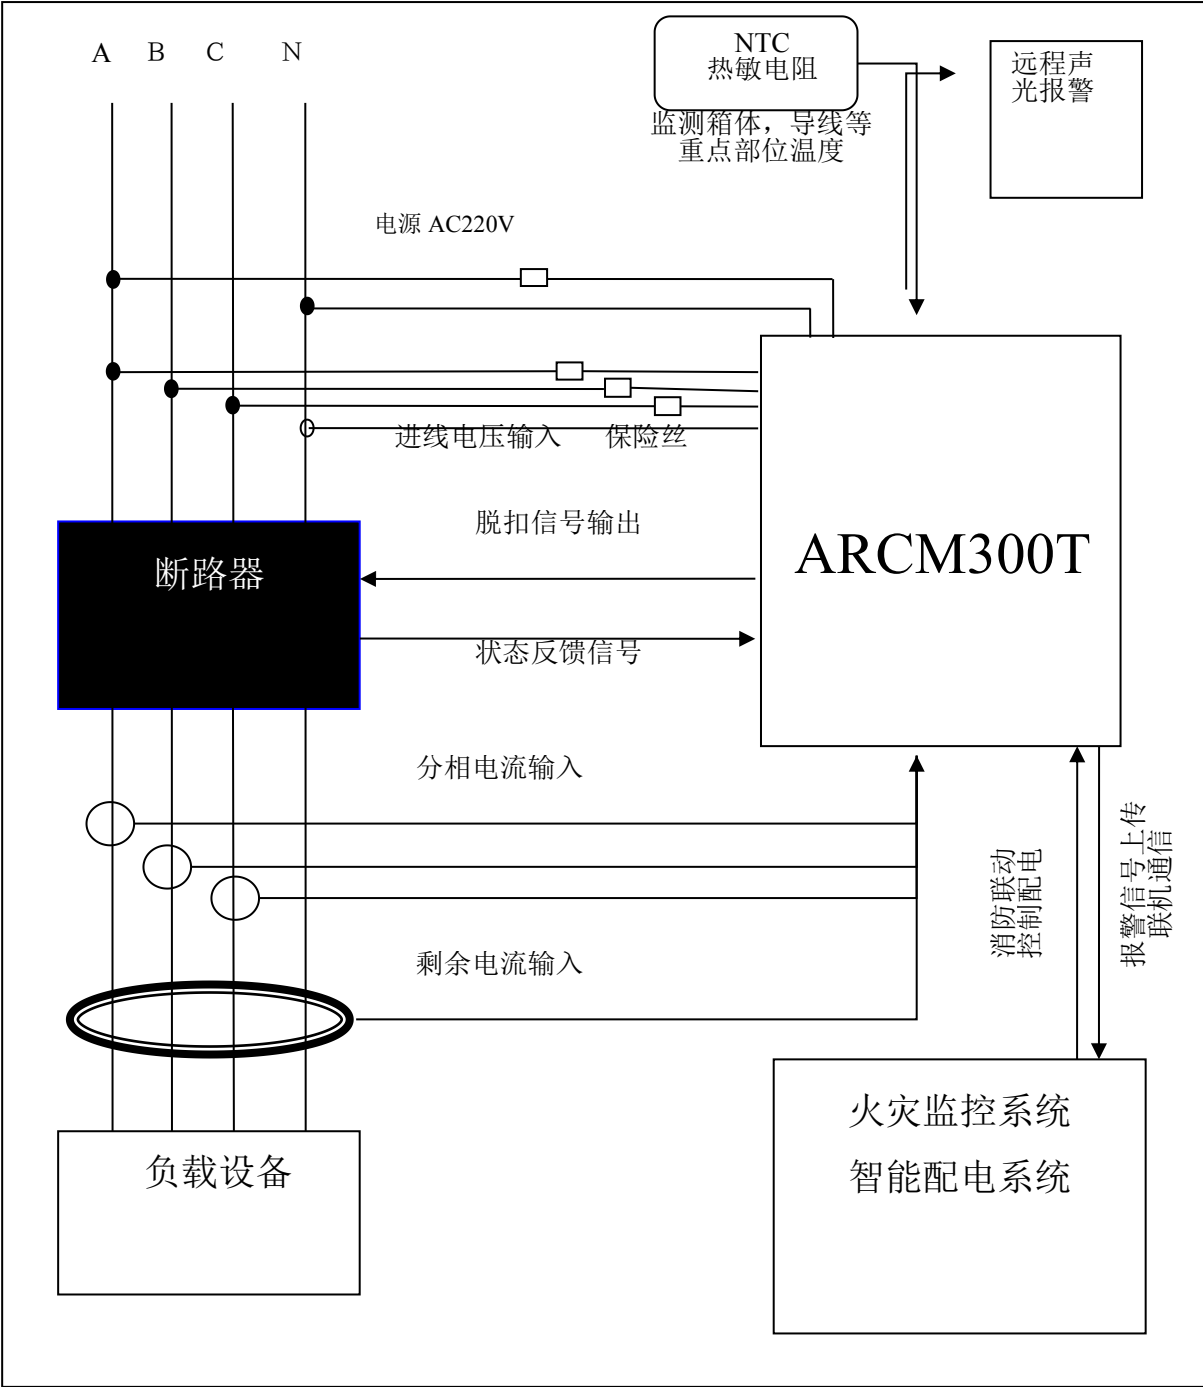 A B C N
NTC
热敏电阻
监测箱体，导线等
重点部位温度
远程声
光报警
电源 AC220V
进线电压输入 保险丝
脱扣信号输出
断路器
ARCM300T
状态反馈信号
分相电流输入
剩余电流输入
消防联动
控制配电
报警信号上传
联机通信
负载设备
火灾监控系统
智能配电系统